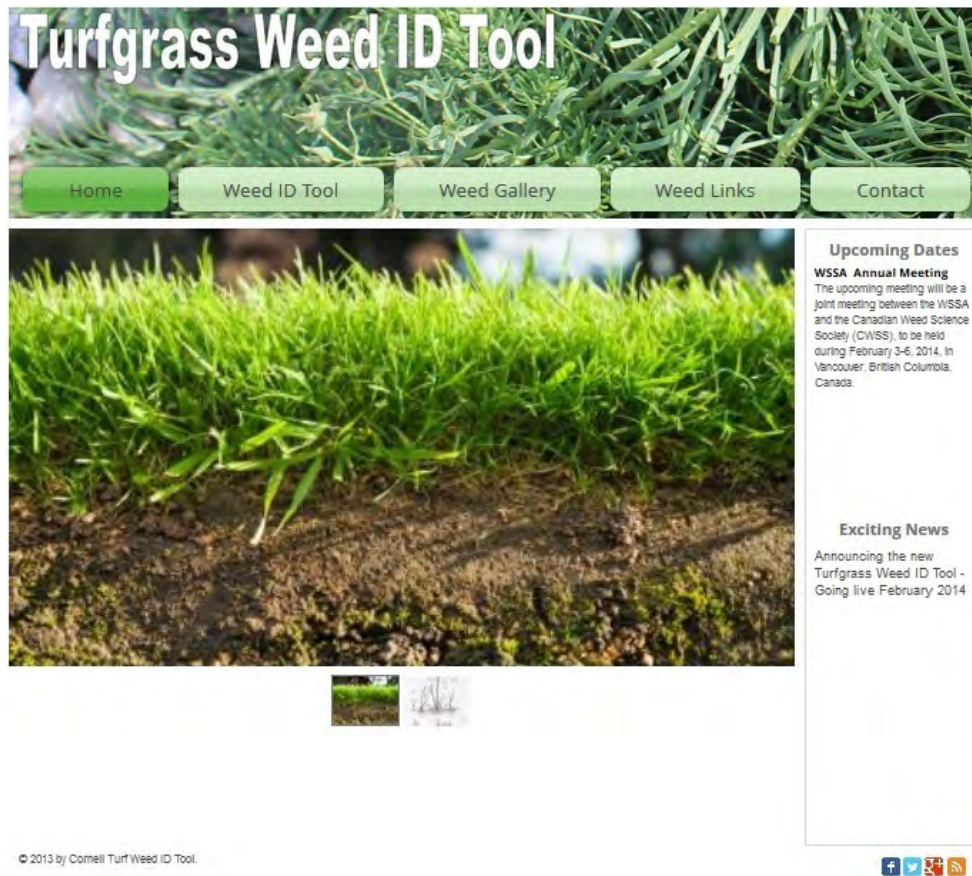 Turfgrass Weed ID Tool
Home Weed ID Tool Weed Gallery Weed Links Contact
Upcoming Dates
WSSA Annual Meeting
The upcoming meeting will be a
joint meeting between the WSSA
and the Canadian Weed Science
Society (CWSS), to be held
during February 3-6, 2014, in
Vancouver, British Columbia,
Canada.
Exciting News
Announcing the new
Turfgrass Weed ID Tool -
Going live February 2014
© 2013 by Cornell Turf Weed ID Tool.